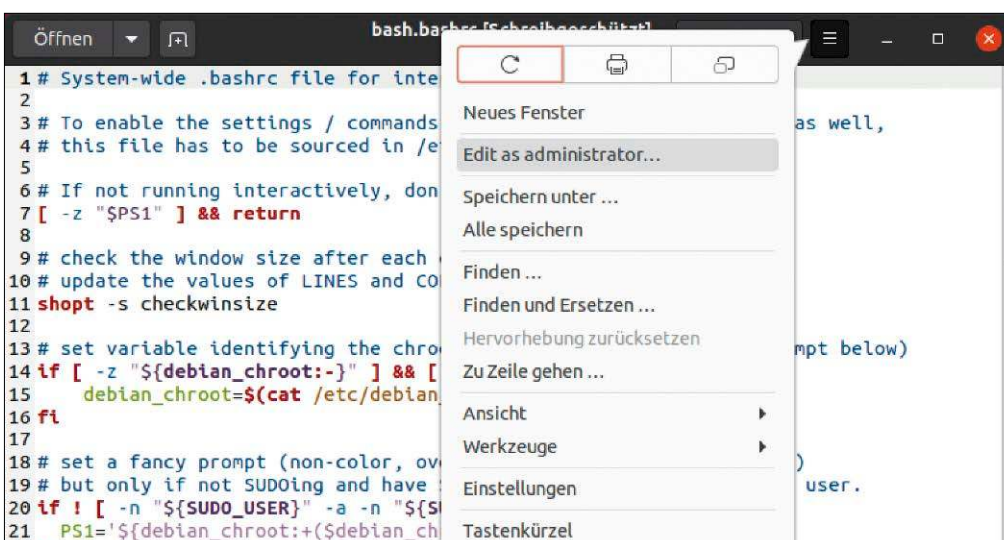 Öffnen
bash.bashrc [Schreibgeschützt]
1 # System-wide .bashrc file for inte
2
3 # To enable the settings / commands as well,
4 # this file has to be sourced in /e
5
6 # If not running interactively, don
7 [ -z "$PS1" ] && return
8
9 # check the window size after each
10 # update the values of LINES and CO
11 shopt -s checkwinsize
12
13 # set variable identifying the chro mpt below)
14 if [ -z "${debian_chroot:-}" ] && [
15 debian_chroot=$(cat /etc/debian_
16 fi
17
18 # set a fancy prompt (non-color, ov )
19 # but only if not SUDOing and have user.
20 if ! [ -n "${SUDO_USER}" -a -n "${SU
21 PS1='${debian_chroot:+($debian_ch
Neues Fenster
Edit as administrator...
Speichern unter ...
Alle speichern
Finden ...
Finden und Ersetzen ...
Hervorhebung zurücksetzen
Zu Zeile gehen ...
Ansicht
Werkzeuge
Einstellungen
Tastenkürzel